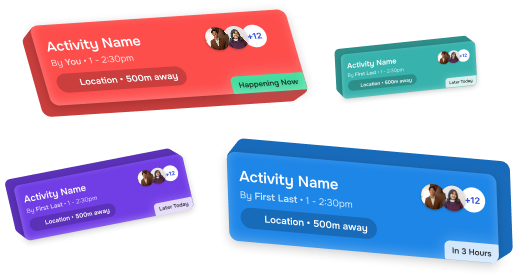 Activity Name
+12
By You • 1 - 2:30pm
Location • 500m away
Happening Now
Activity Name
+12
By First Last • 1 - 2:30pm
Location • 500m away
Later Today
Activity Name
+12
By First Last • 1 - 2:30pm
Location • 500m away
Later Today
Activity Name
+12
By First Last • 1 - 2:30pm
Location • 500m away
In 3 Hours